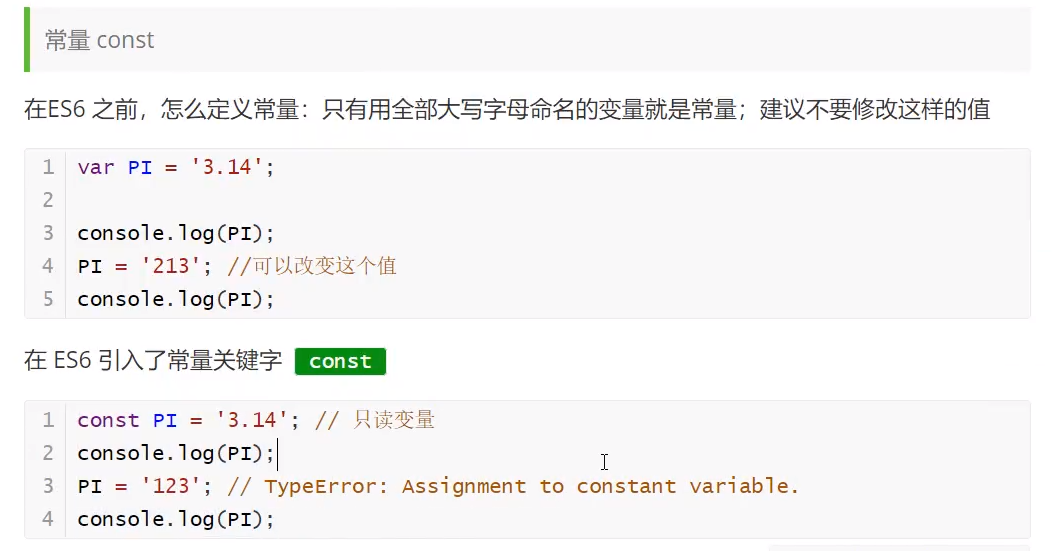 常量 const
在ES6 之前，怎么定义常量：只有用全部大写字母命名的变量就是常量；建议不要修改这样的值
1 var PI = '3.14';
2
3 console.log(PI);
4 PI = '213'; //可以改变这个值
5 console.log(PI);
在 ES6 引入了常量关键字 const
1 const PI = '3.14'; // 只读变量
2 console.log(PI);
3 PI = '123'; // TypeError: Assignment to constant variable.
4 console.log(PI);